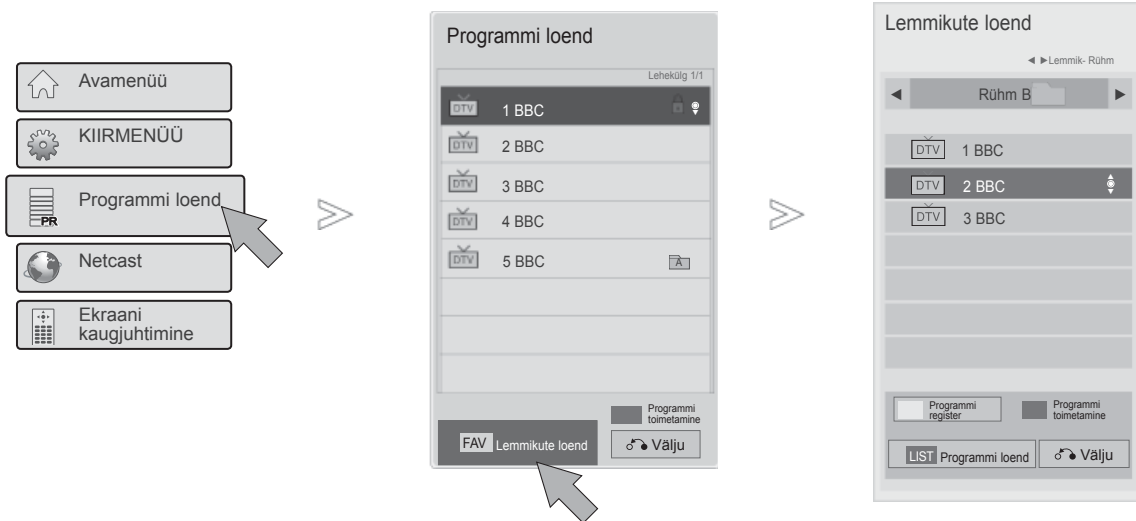 Avamenüü
KIIRMENÜÜ
PR
Programmi loend
Netcast
Ekraani
kaugjuhtimine
Programmi loend
Lehekülg 1/1
DTV 1 BBC
DTV 2 BBC
DTV 3 BBC
DTV 4 BBC
DTV 5 BBC A
Programmi
toimetamine
FAV Lemmikute loend
Välju
Lemmikute loend
◄ ►Lemmik- Rühm
◄ Rühm B ►
DTV 1 BBC
DTV 2 BBC
DTV 3 BBC
Programmi
register
Programmi
toimetamine
LIST Programmi loend
Välju